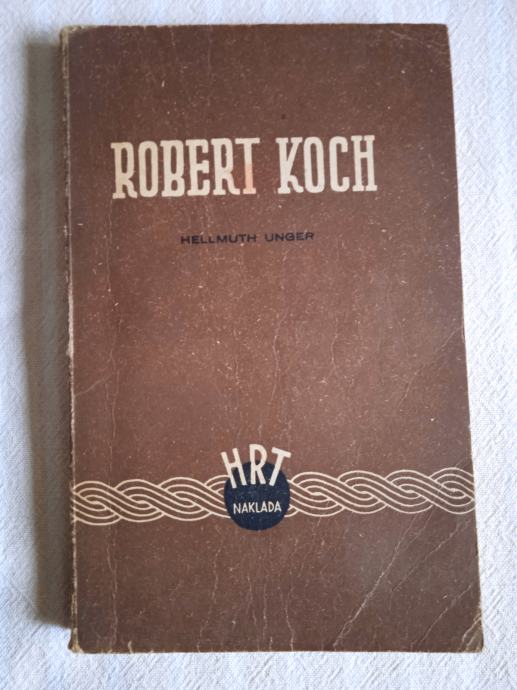 ROBERT KOCH
HELLMUTH UNGER
HRT
NAKLADA